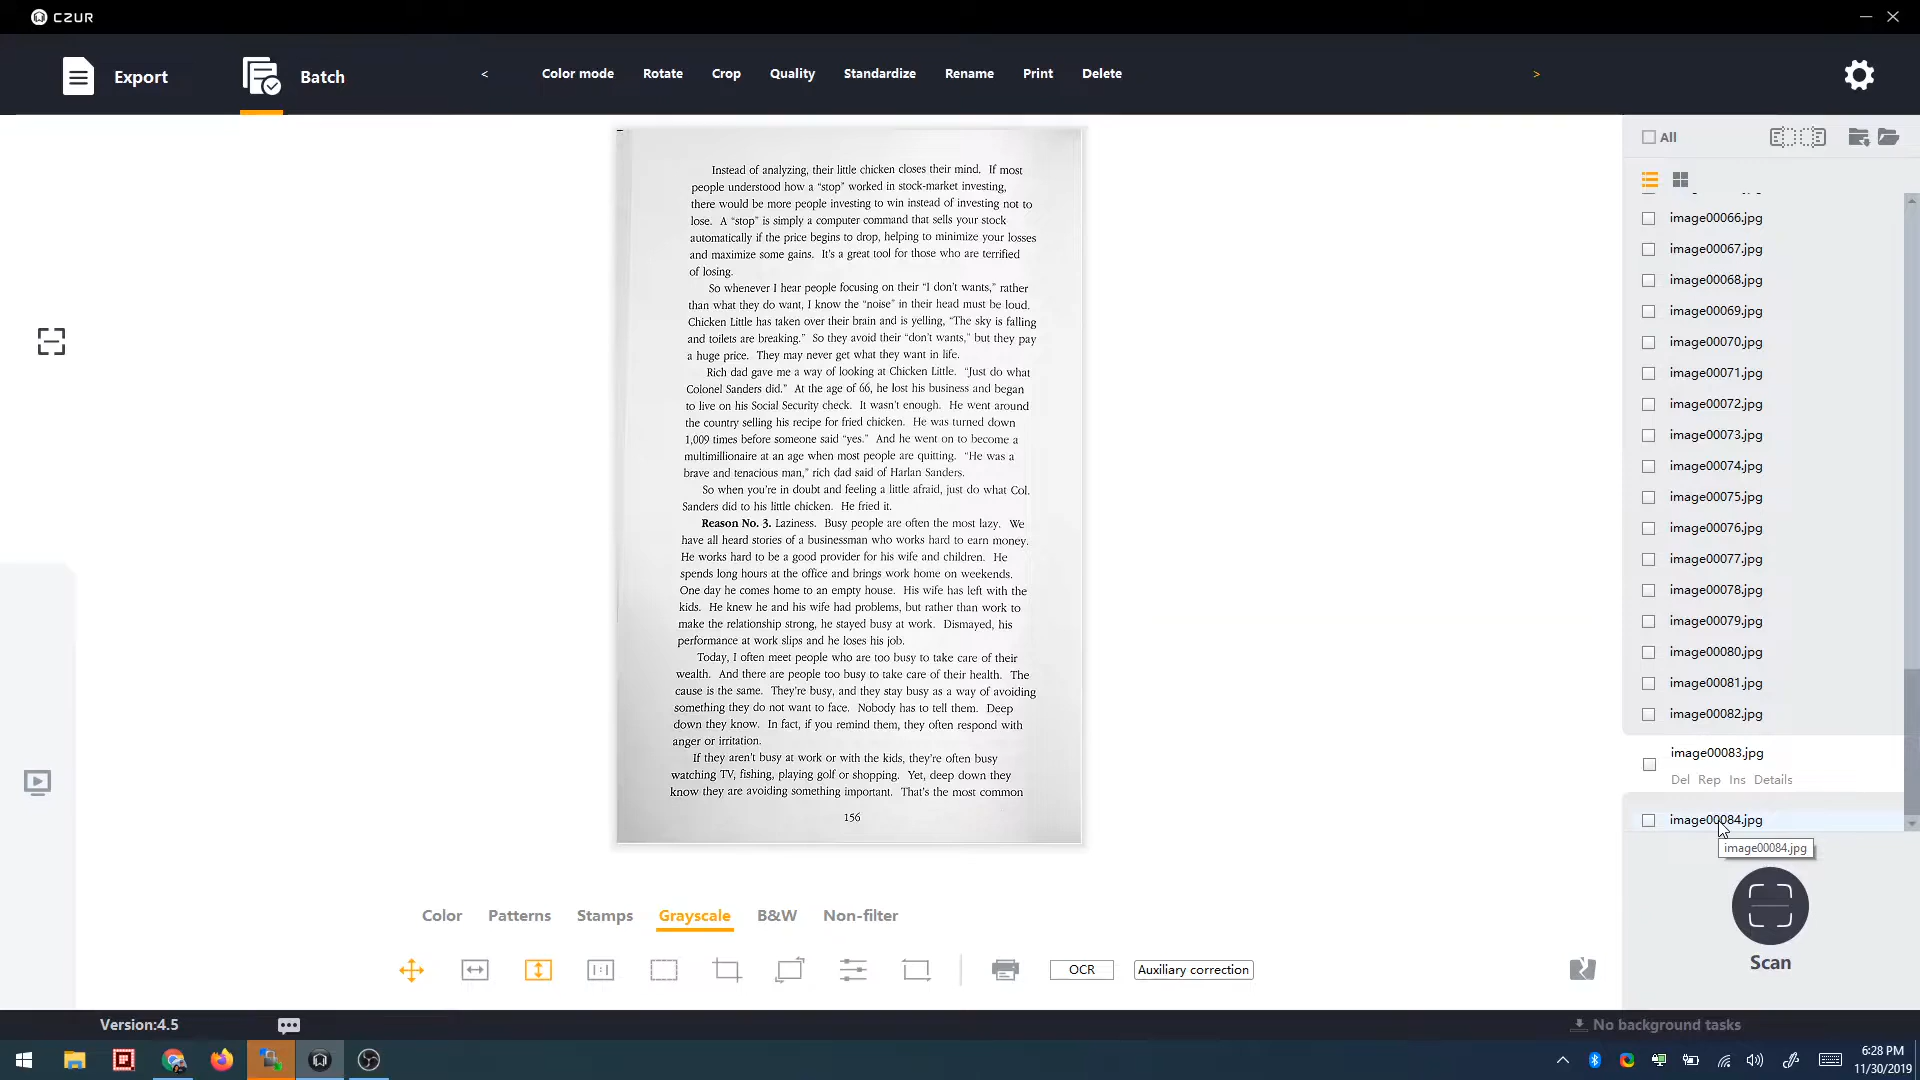 CZUR
Export
Batch
<
Color mode
Rotate
Crop
Quality
Standardize
Rename
Print
Delete
>
Instead of analyzing, their little chicken closes their mind. If most
people understood how a “stop” worked in stock-market investing,
there would be more people investing to win instead of investing not to
lose. A “stop” is simply a computer command that sells your stock
automatically if the price begins to drop, helping to minimize your losses
and maximize some gains. It’s a great tool for those who are terrified
of losing.
So whenever I hear people focusing on their “I don’t wants,” rather
than what they do want, I know the “noise” in their head must be loud.
Chicken Little has taken over their brain and is yelling, “The sky is falling
and toilets are breaking.” So they avoid their “don’t wants,” but they pay
a huge price. They may never get what they want in life.
Rich dad gave me a way of looking at Chicken Little. “Just do what
Colonel Sanders did.” At the age of 66, he lost his business and began
to live on his Social Security check. It wasn’t enough. He went around
the country selling his recipe for fried chicken. He was turned down
1,009 times before someone said “yes.” And he went on to become a
multimillionaire at an age when most people are quitting. “He was a
brave and tenacious man,” rich dad said of Harlan Sanders.
So when you’re in doubt and feeling a little afraid, just do what Col.
Sanders did to his little chicken. He fried it.
Reason No. 3. Laziness. Busy people are often the most lazy. We
have all heard stories of a businessman who works hard to earn money.
He works hard to be a good provider for his wife and children. He
spends long hours at the office and brings work home on weekends.
One day he comes home to an empty house. His wife has left with the
kids. He knew he and his wife had problems, but rather than work to
make the relationship strong, he stayed busy at work. Dismayed, his
performance at work slips and he loses his job.
Today, I often meet people who are too busy to take care of their
wealth. And there are people too busy to take care of their health. The
cause is the same. They’re busy, and they stay busy as a way of avoiding
something they do not want to face. Nobody has to tell them. Deep
down they know. In fact, if you remind them, they often respond with
anger or irritation.
If they aren’t busy at work or with the kids, they’re often busy
watching TV, fishing, playing golf or shopping. Yet, deep down they
know they are avoiding something important. That’s the most common
156
All
image00066.jpg
image00067.jpg
image00068.jpg
image00069.jpg
image00070.jpg
image00071.jpg
image00072.jpg
image00073.jpg
image00074.jpg
image00075.jpg
image00076.jpg
image00077.jpg
image00078.jpg
image00079.jpg
image00080.jpg
image00081.jpg
image00082.jpg
image00083.jpg
Del Rep Ins Details
image00084.jpg
image00084.jpg
Scan
Color
Patterns
Stamps
Grayscale
B&W
Non-filter
OCR
Auxiliary correction
Version:4.5
No background tasks
6:28 PM
11/30/2019